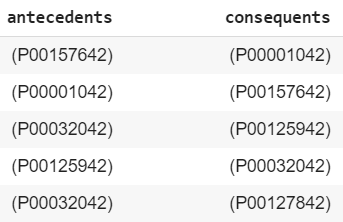 antecedents consequents
(P00157642) (P00001042)
(P00001042) (P00157642)
(P00032042) (P00125942)
(P00125942) (P00032042)
(P00032042) (P00127842)